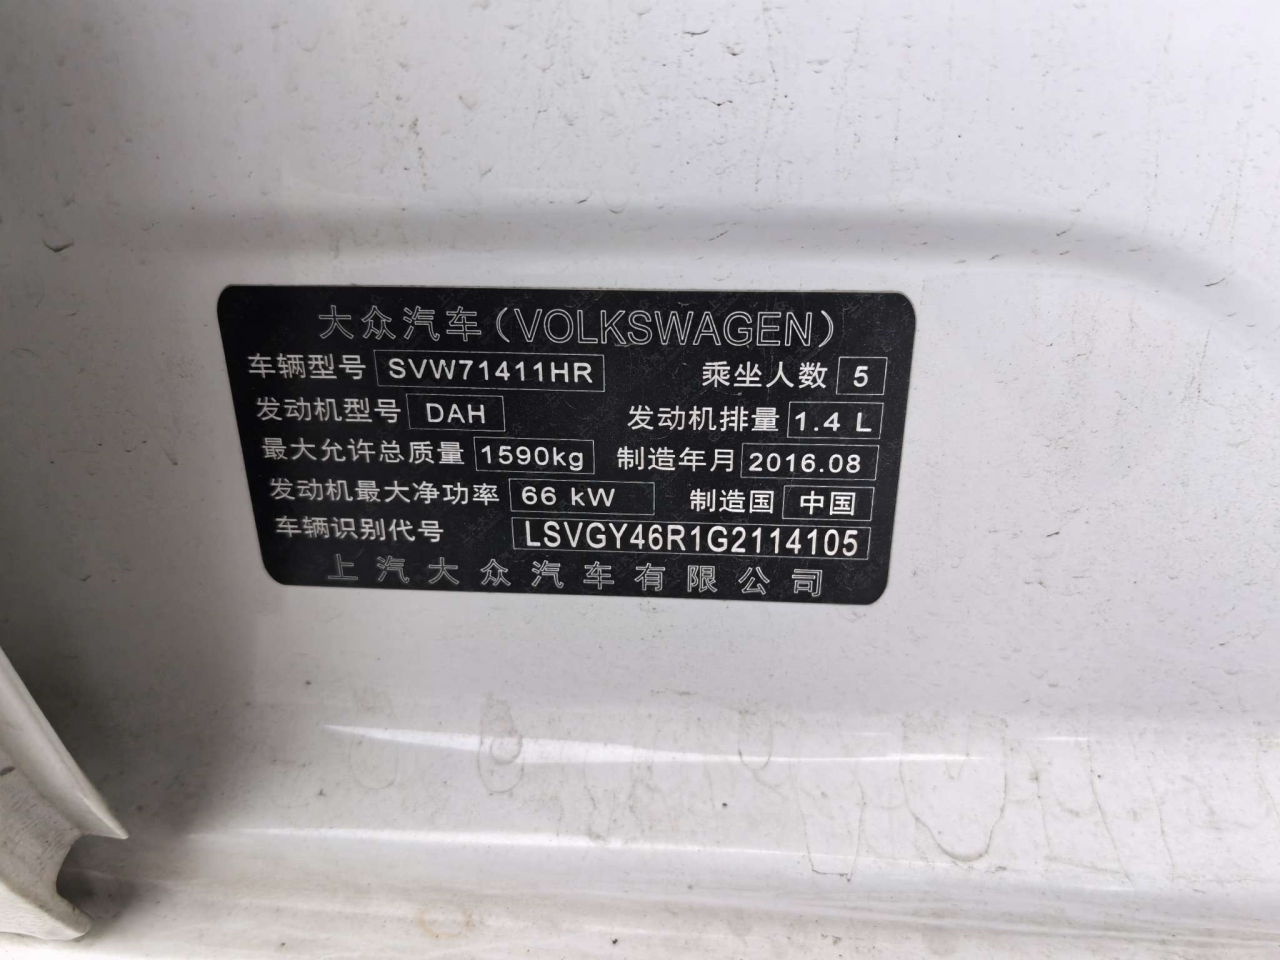 大众汽车(VOLKSWAGEN)
车辆型号 SVW71411HR 乘坐人数 5
发动机型号 DAH 发动机排量 1.4 L
最大允许总质量 1590kg 制造年月 2016.08
发动机最大净功率 66 kW 制造国 中国
车辆识别代号 LSVGY46R1G2114105
上汽大众汽车有限公司